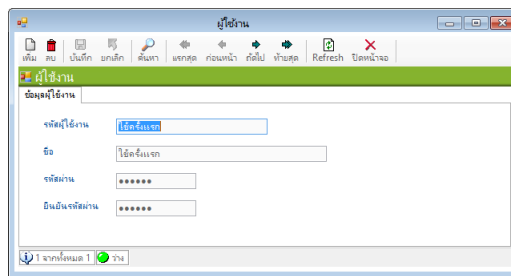 ผู้ใช้งาน
เพิ่ม ลบ บันทึก ยกเลิก ค้นหา แรกสุด ก่อนหน้า ถัดไป ท้ายสุด Refresh ปิดหน้าจอ
ผู้ใช้งาน
ข้อมูลผู้ใช้งาน
รหัสผู้ใช้งาน ใช้ครั้งแรก
ชื่อ ใช้ครั้งแรก
รหัสผ่าน ●●●●●●
ยืนยันรหัสผ่าน ●●●●●●
1 จากทั้งหมด 1 ว่าง